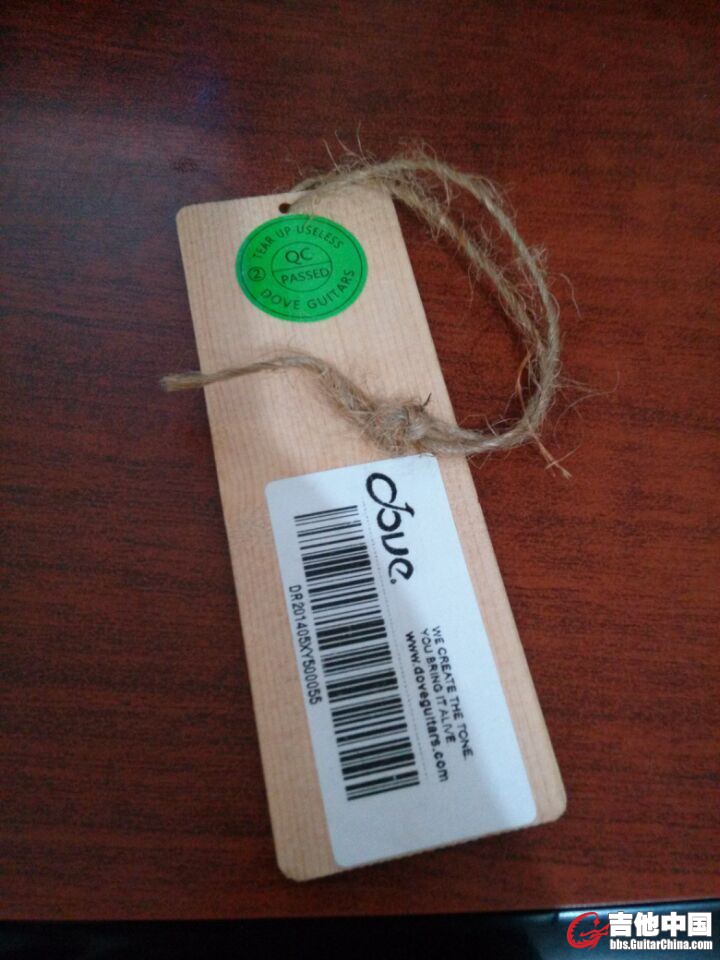 TEAR UP USELESS
QC
② PASSED
DOVE GUITARS
dove.
WE CREATE THE TONE.
YOU BRING IT ALIVE
www.doveguitars.com
DR201405XY500055
吉他中国
bbs.GuitarChina.com